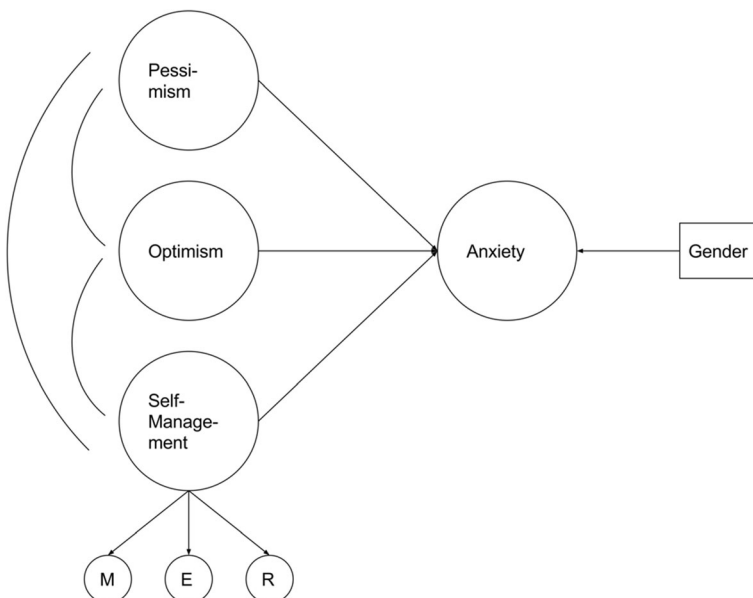 Pessi-
mism
Optimism
Anxiety
Gender
Self-
Manage-
ment
M
E
R